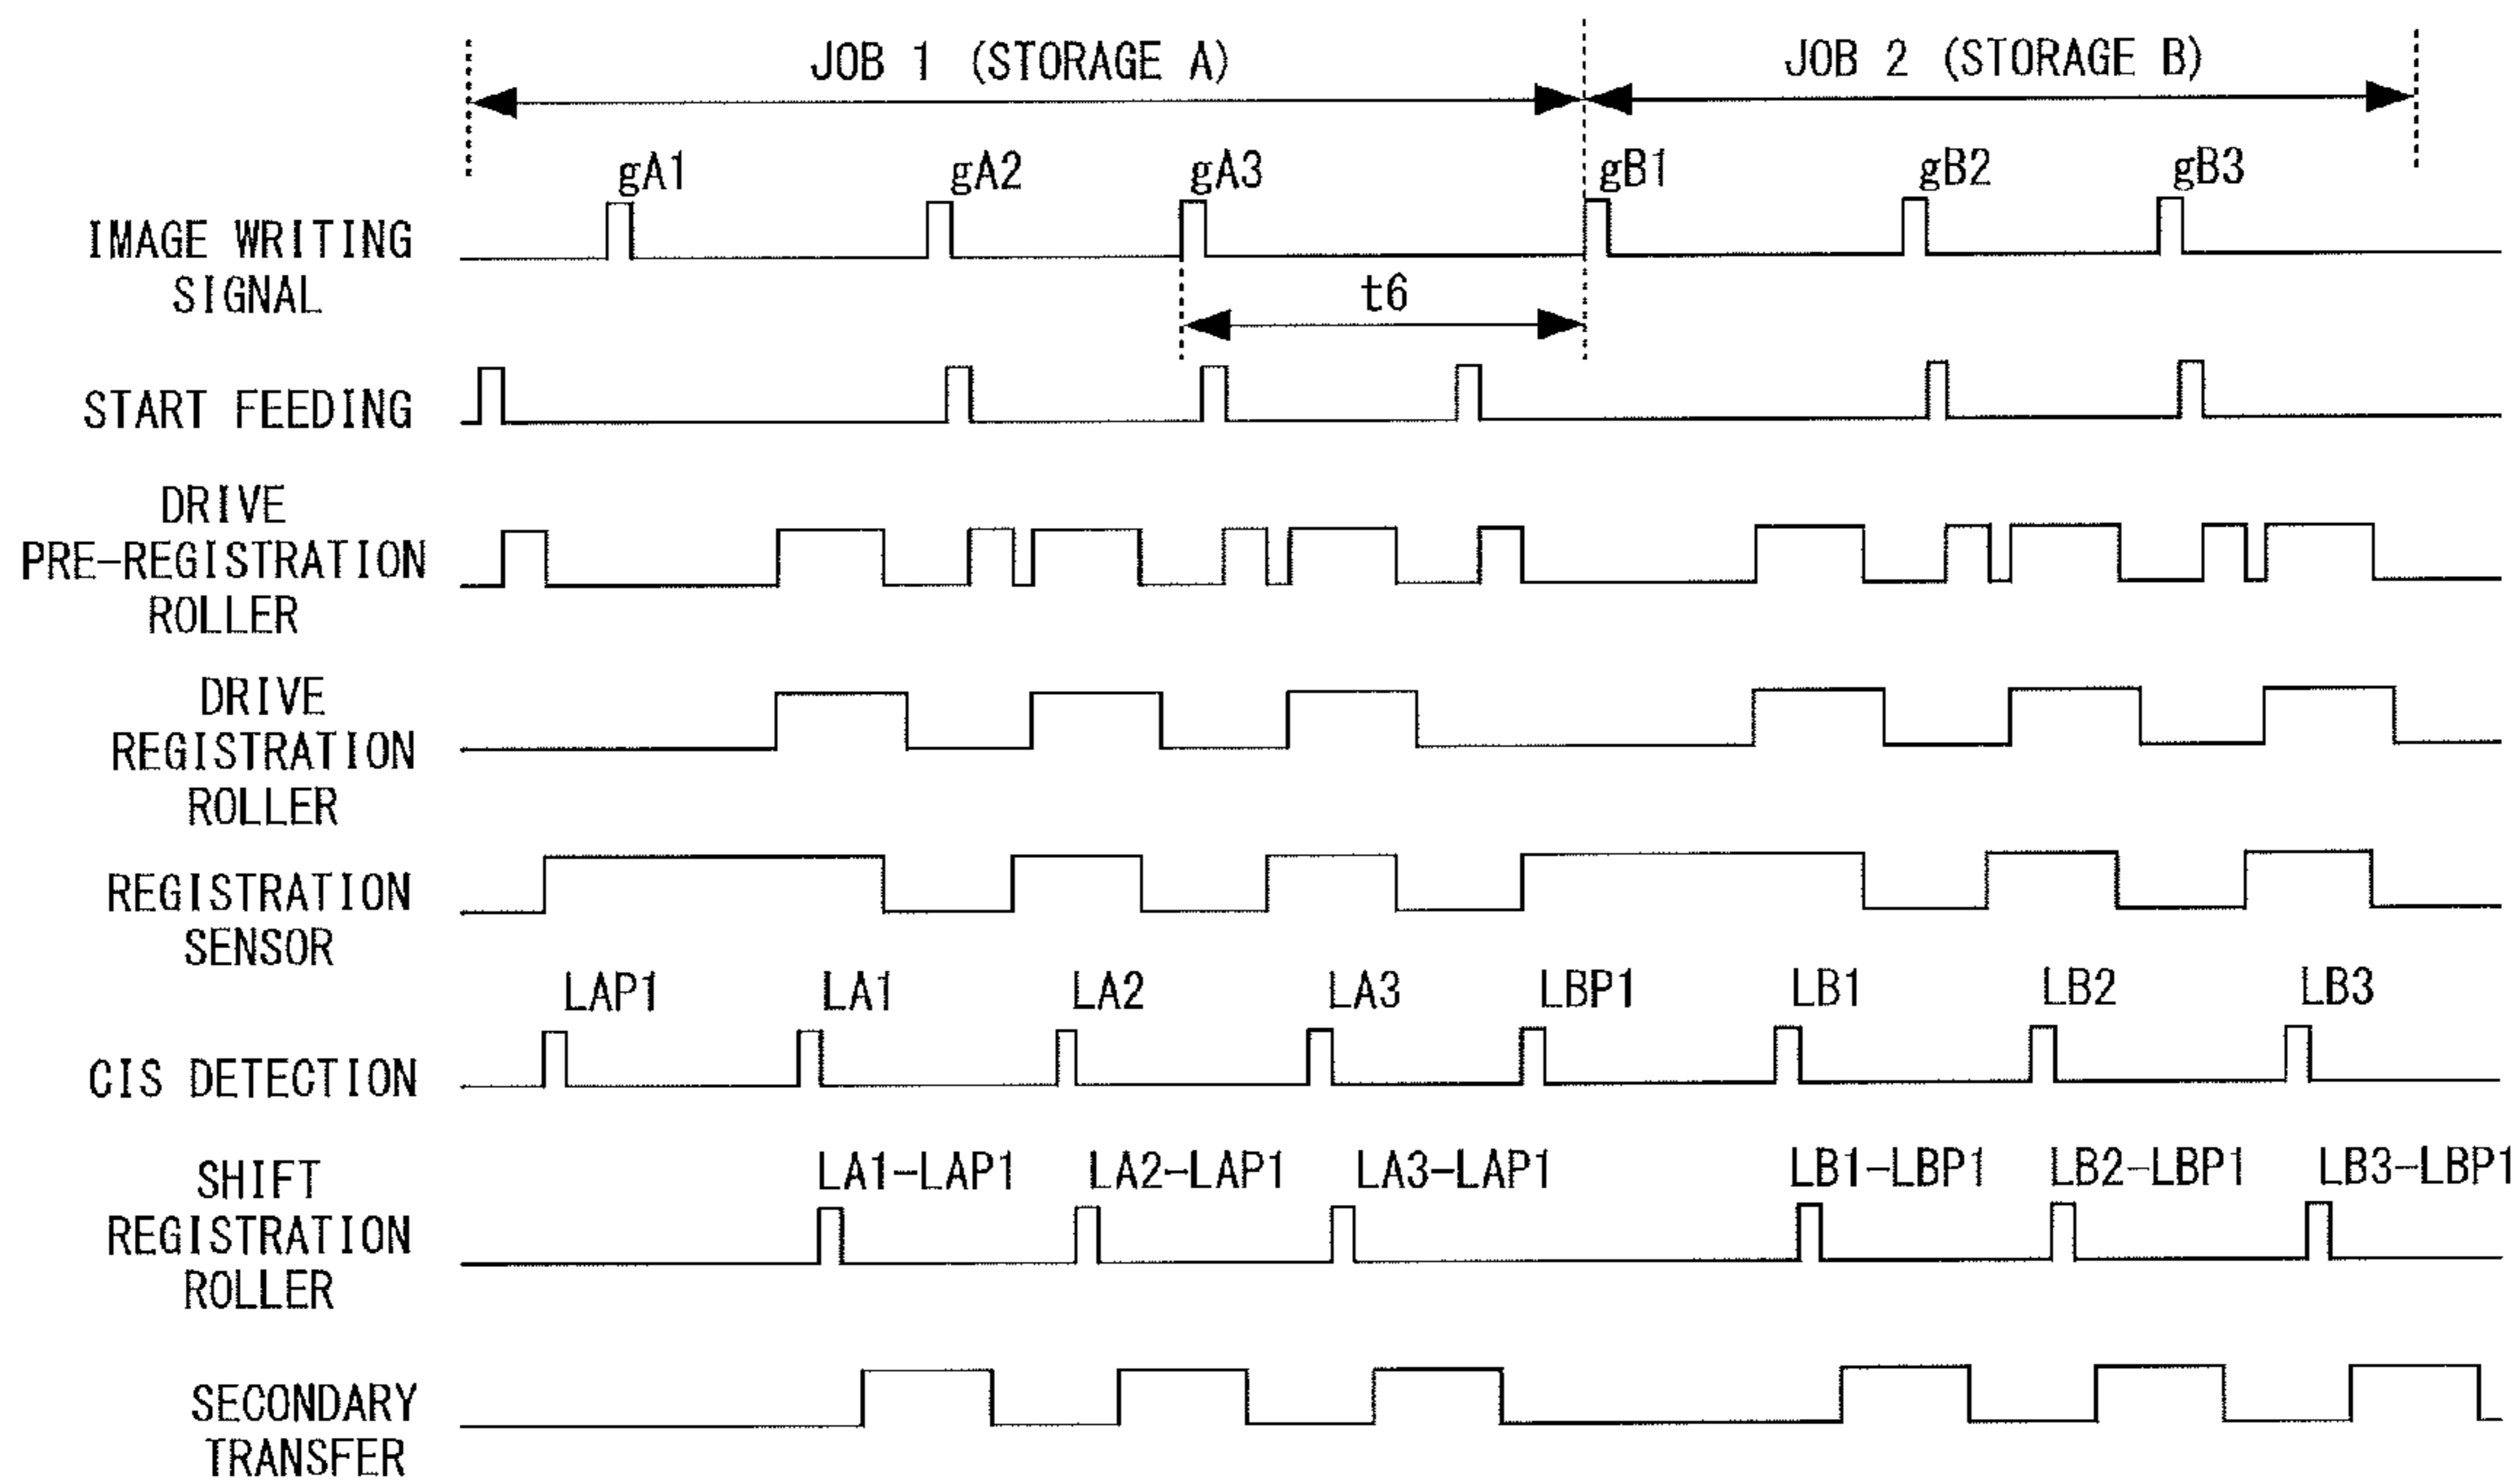 JOB 1 (STORAGE A)
JOB 2 (STORAGE B)
gA1
gA2
gA3
gB1
gB2
gB3
IMAGE WRITING
SIGNAL
t6
START FEEDING
DRIVE
PRE-REGISTRATION
ROLLER
DRIVE
REGISTRATION
ROLLER
REGISTRATION
SENSOR
LAP1
LA1
LA2
LA3
LBP1
LB1
LB2
LB3
CIS DETECTION
LA1-LAP1
LA2-LAP1
LA3-LAP1
LB1-LBP1
LB2-LBP1
LB3-LBP1
SHIFT
REGISTRATION
ROLLER
SECONDARY
TRANSFER